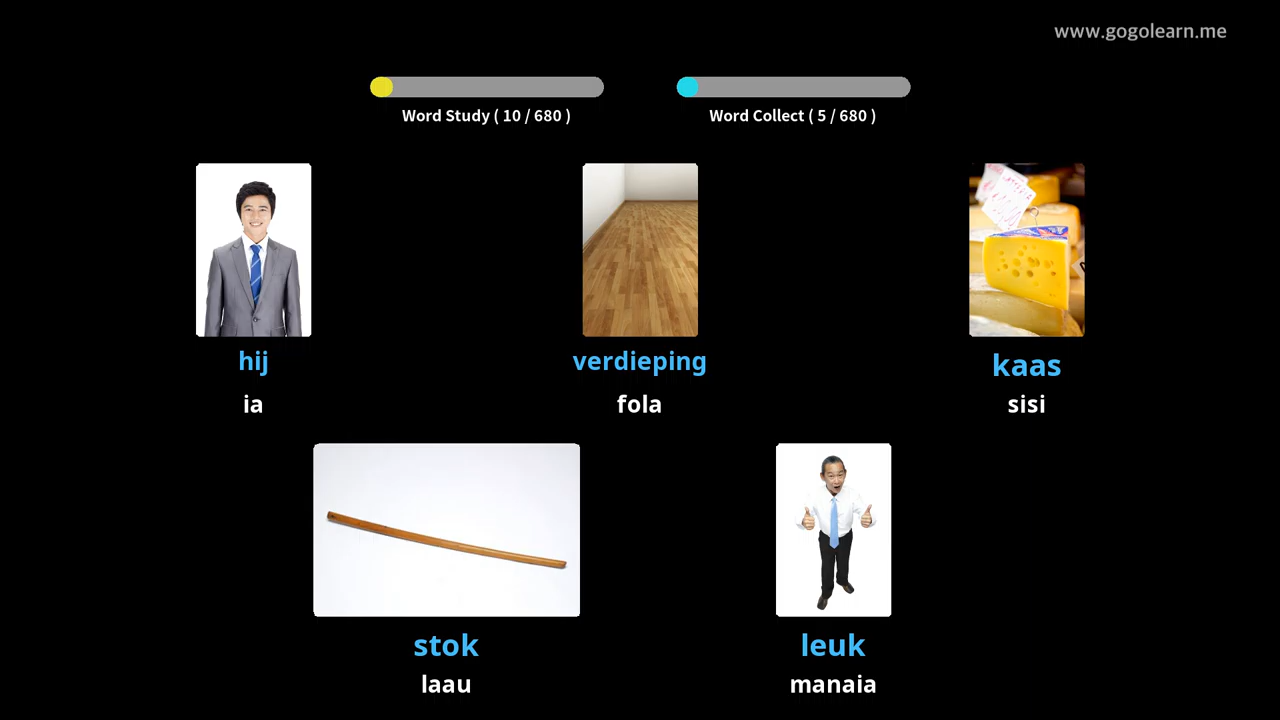 www.gogolearn.me
Word Study ( 10 / 680 )
Word Collect ( 5 / 680 )
hij
verdieping
kaas
ia
fola
sisi
stok
leuk
laau
manaia